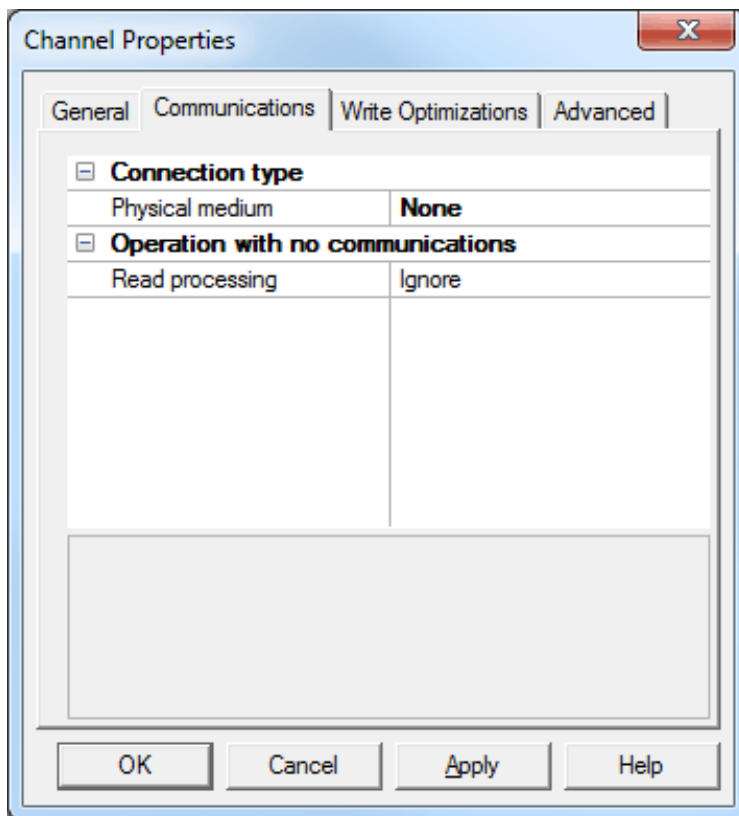 Channel Properties
General Communications Write Optimizations Advanced
Connection type
Physical medium None
Operation with no communications
Read processing Ignore
OK Cancel Apply Help